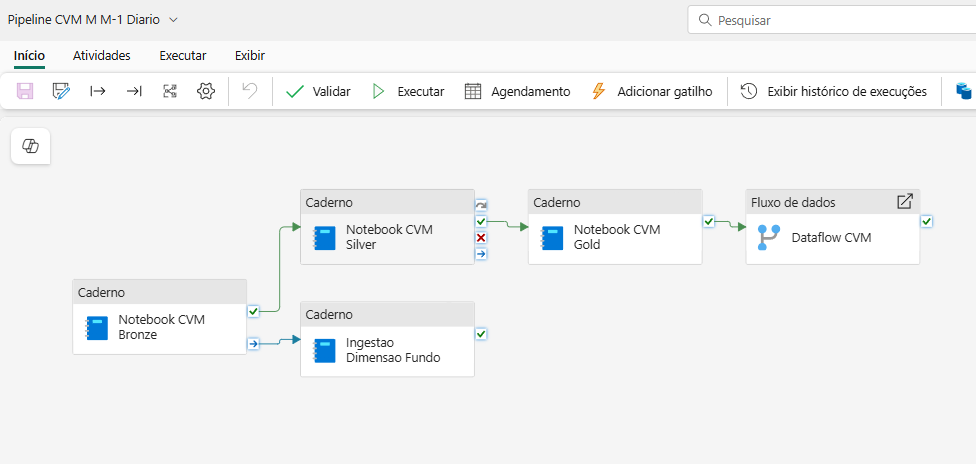 Pipeline CVM M M-1 Diario
Pesquisar
Início Atividades Executar Exibir
Validar Executar Agendamento Adicionar gatilho Exibir histórico de execuções
Caderno
Notebook CVM
Silver
Caderno
Notebook CVM
Gold
Fluxo de dados
Dataflow CVM
Caderno
Notebook CVM
Bronze
Caderno
Ingestao
Dimensao Fundo